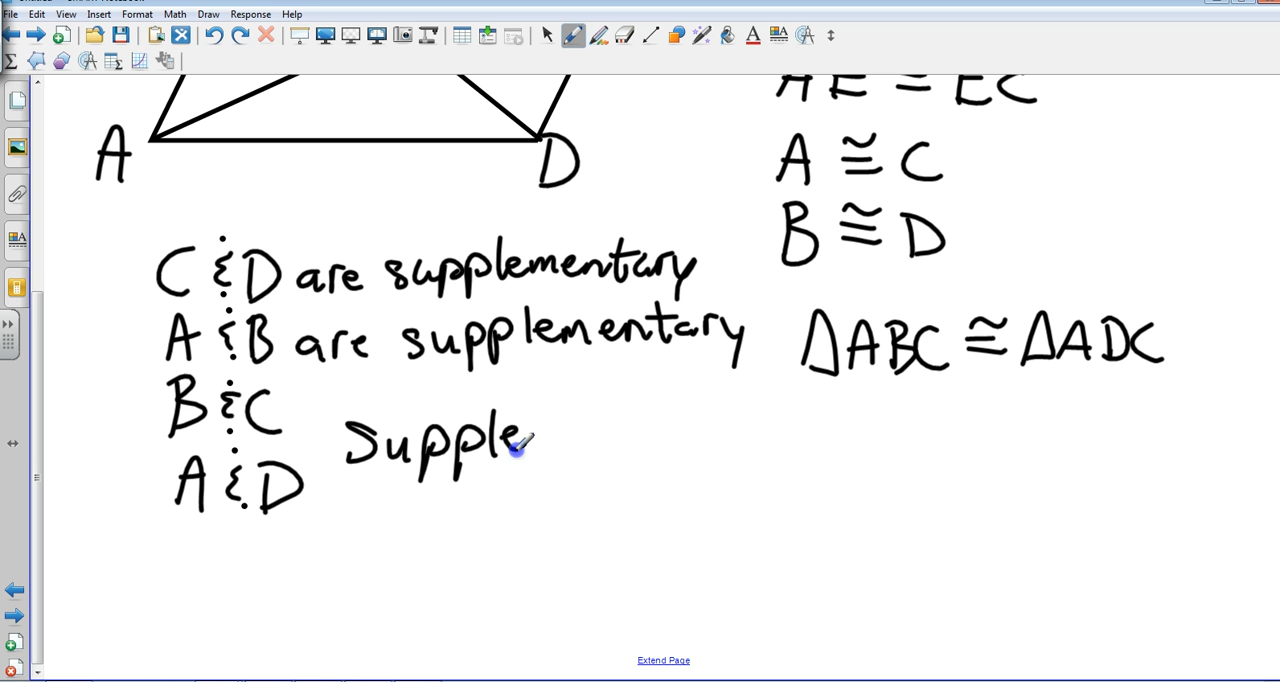 File Edit View Insert Format Math Draw Response Help
AE = EC
A ≅ C
B ≅ D
A
D
C & D are supplementary
A & B are supplementary
B & C
A & D
Supple
ΔABC ≅ ΔADC
Extend Page